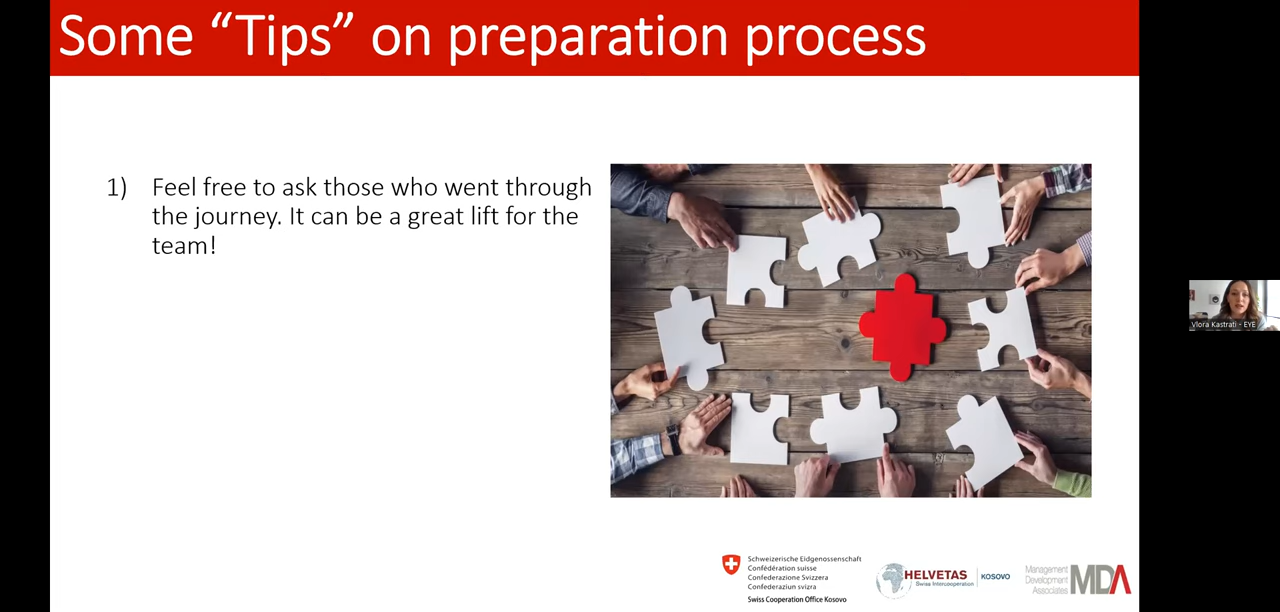 Some “Tips” on preparation process
1) Feel free to ask those who went through
the journey. It can be a great lift for the
team!
Vlora Kastrati - EYE
Schweizerische Eidgenossenschaft
Confédération suisse
Confederazione Svizzera
Confederaziun svizra
Swiss Cooperation Office Kosovo
HELVETAS
Swiss Intercooperation
KOSOVO
Management
Development
Associates
MDA